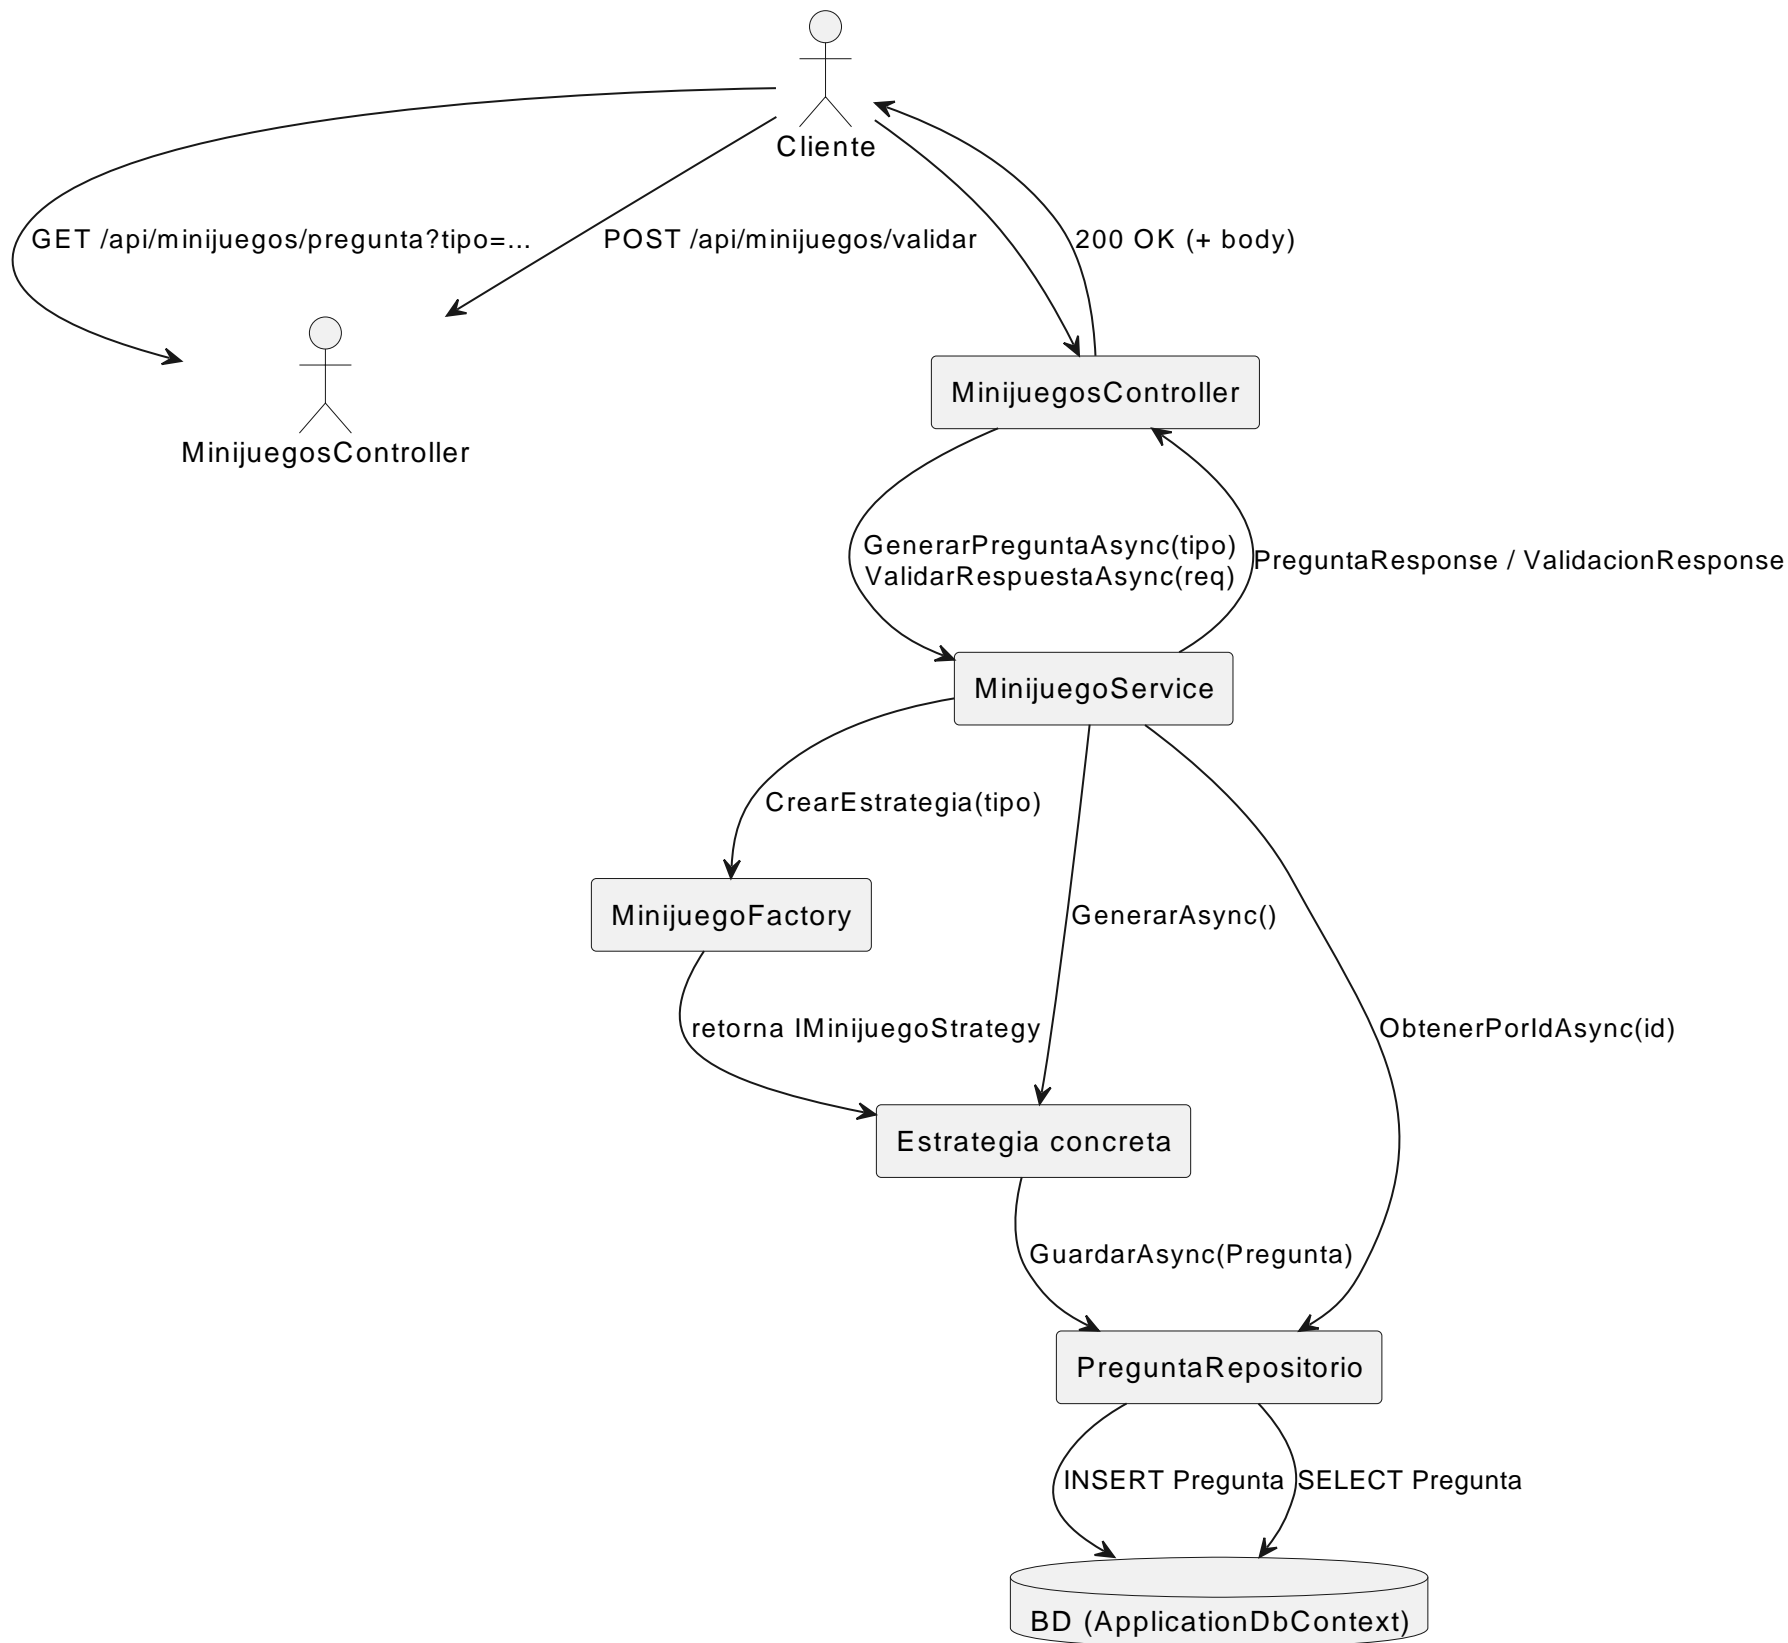 Cliente
GET /api/minijuegos/pregunta?tipo=...
POST /api/minijuegos/validar
200 OK (+ body)
MinijuegosController
MinijuegosController
GenerarPreguntaAsync(tipo)
ValidarRespuestaAsync(req)
PreguntaResponse / ValidacionResponse
MinijuegoService
CrearEstrategia(tipo)
MinijuegoFactory
GenerarAsync()
retorna IMinijuegoStrategy
ObtenerPorIdAsync(id)
Estrategia concreta
GuardarAsync(Pregunta)
PreguntaRepositorio
INSERT Pregunta
SELECT Pregunta
BD (ApplicationDbContext)